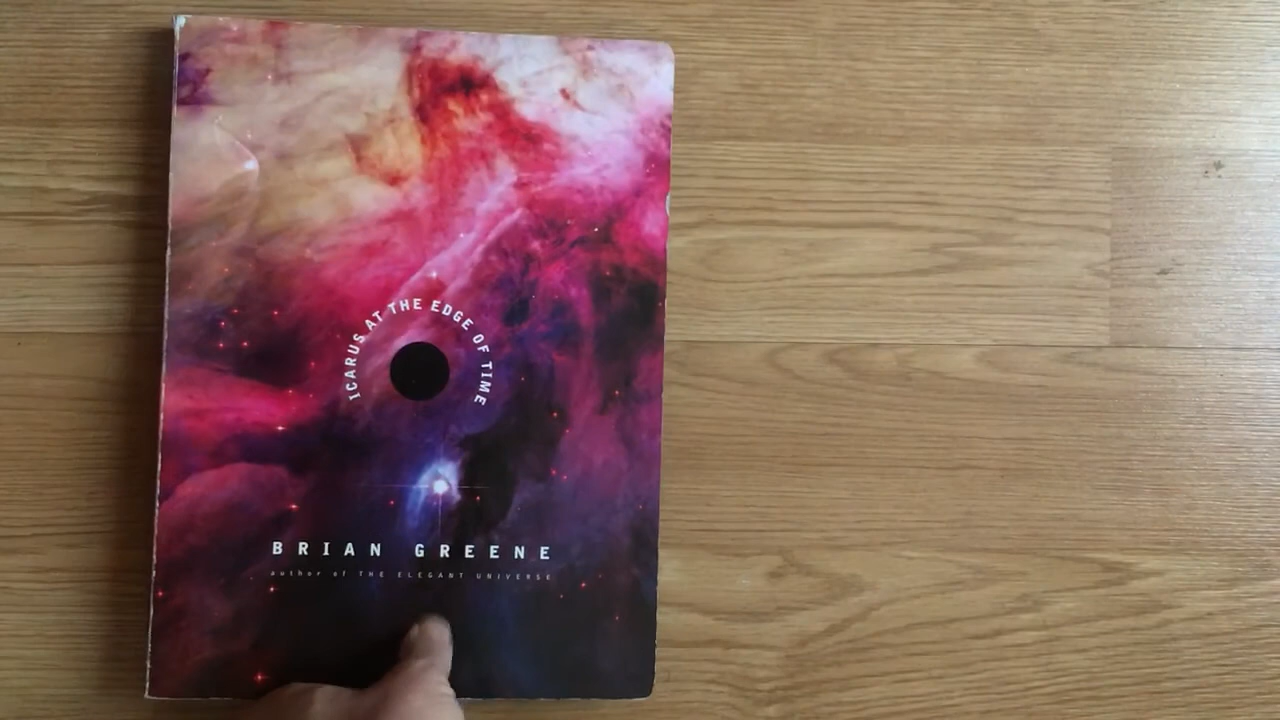 ICARUS AT THE EDGE OF TIME
BRIAN GREENE
author of THE ELEGANT UNIVERSE